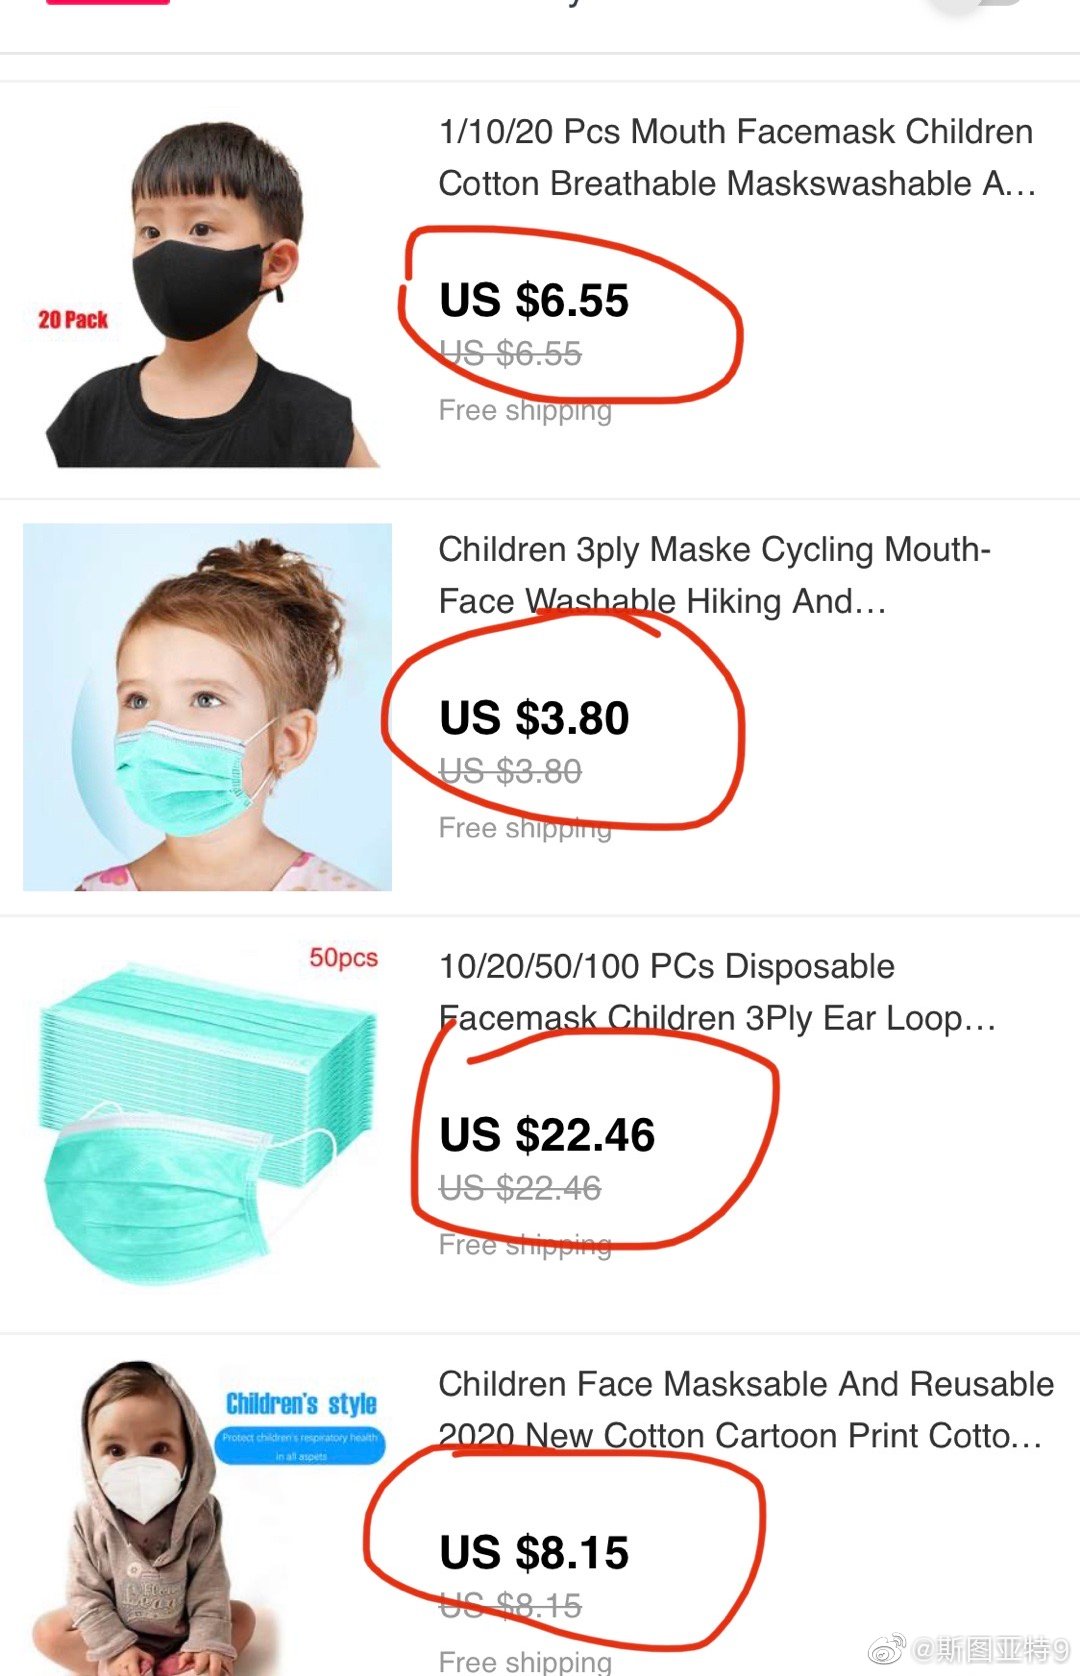 1/10/20 Pcs Mouth Facemask Children
Cotton Breathable Maskswashable A...
20 Pack
US $6.55
US $6.55
Free shipping
Children 3ply Maske Cycling Mouth-
Face Washable Hiking And...
US $3.80
US $3.80
Free shipping
50pcs
10/20/50/100 PCs Disposable
Facemask Children 3Ply Ear Loop...
US $22.46
US $22.46
Free shipping
Children's style
Protect children's respiratory health
in all aspets
Children Face Masksable And Reusable
2020 New Cotton Cartoon Print Cotto...
US $8.15
US $8.15
Free shipping
@斯图亚特9